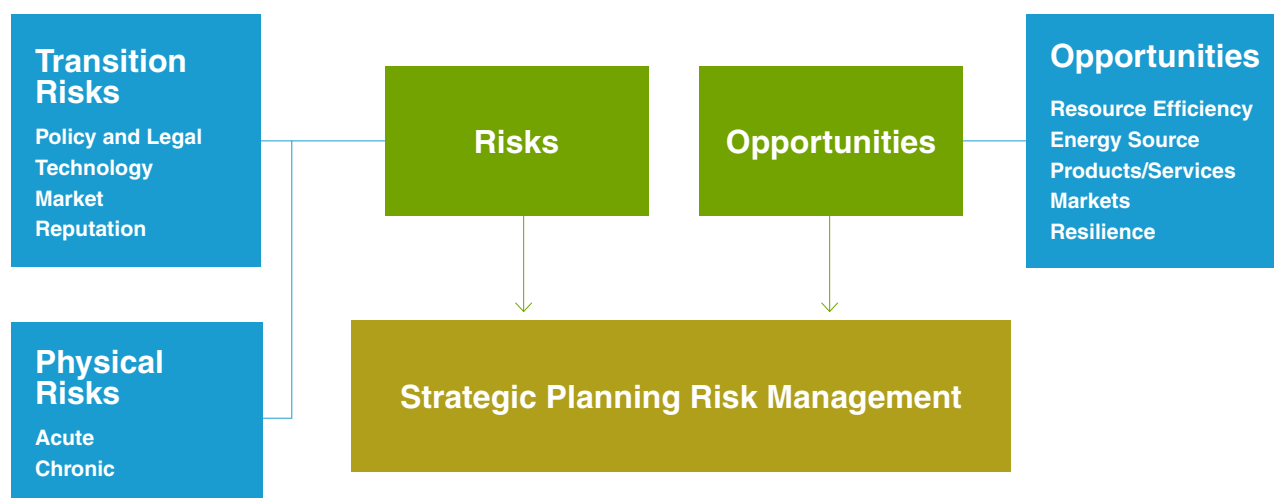 Transition
Risks
Policy and Legal
Technology
Market
Reputation
Physical
Risks
Acute
Chronic
Risks
Opportunities
Strategic Planning Risk Management
Opportunities
Resource Efficiency
Energy Source
Products/Services
Markets
Resilience